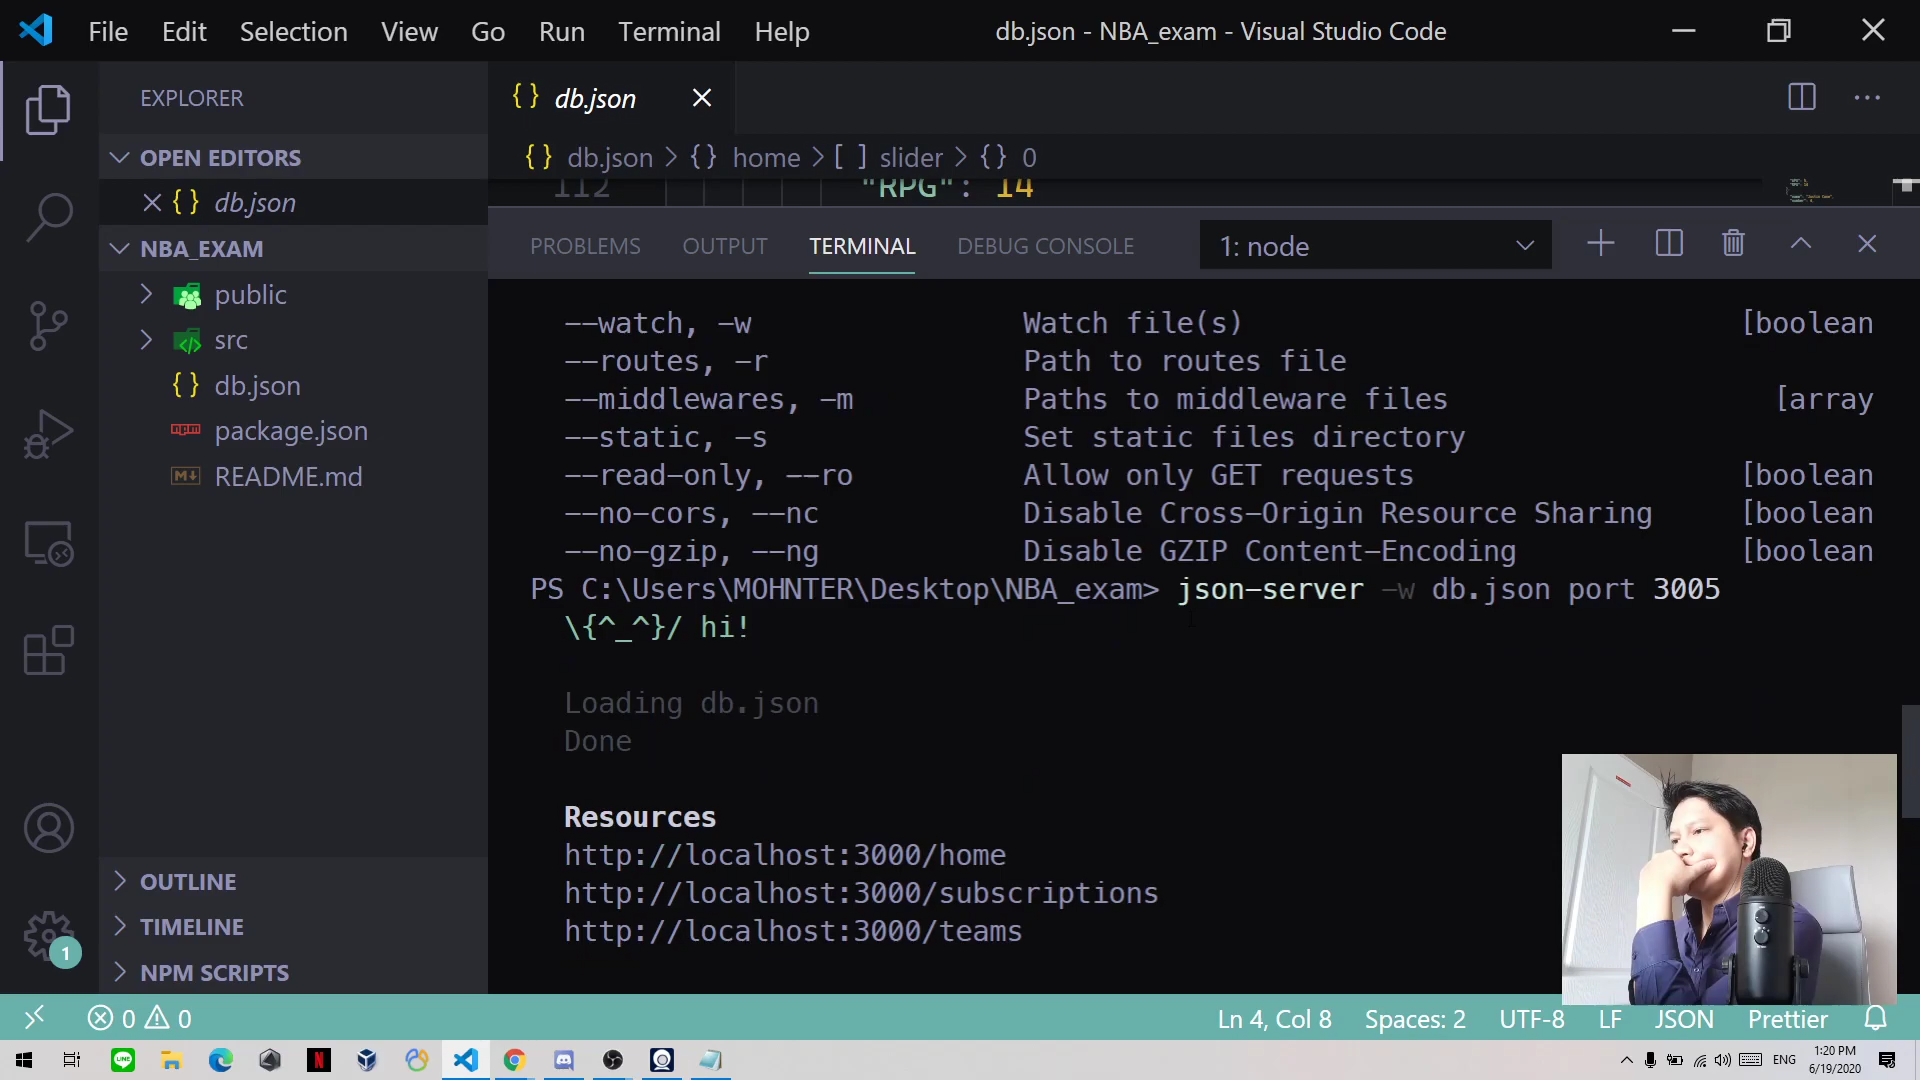 File Edit Selection View Go Run Terminal Help
db.json - NBA_exam - Visual Studio Code
EXPLORER
OPEN EDITORS
db.json
NBA_EXAM
public
src
db.json
package.json
README.md
OUTLINE
TIMELINE
NPM SCRIPTS
1
db.json
db.json > home > slider > 0
112 "RPG": 14
PROBLEMS OUTPUT TERMINAL DEBUG CONSOLE 1: node
--watch, -w Watch file(s) [boolean
--routes, -r Path to routes file
--middlewares, -m Paths to middleware files [array
--static, -s Set static files directory
--read-only, --ro Allow only GET requests [boolean
--no-cors, --nc Disable Cross-Origin Resource Sharing [boolean
--no-gzip, --ng Disable GZIP Content-Encoding [boolean
PS C:\Users\MOHNTER\Desktop\NBA_exam> json-server -w db.json port 3005
\{^_^}/ hi!
Loading db.json
Done
Resources
http://localhost:3000/home
http://localhost:3000/subscriptions
http://localhost:3000/teams
0 0
Ln 4, Col 8 Spaces: 2 UTF-8 LF JSON Prettier
ENG
1:20 PM
6/19/2020